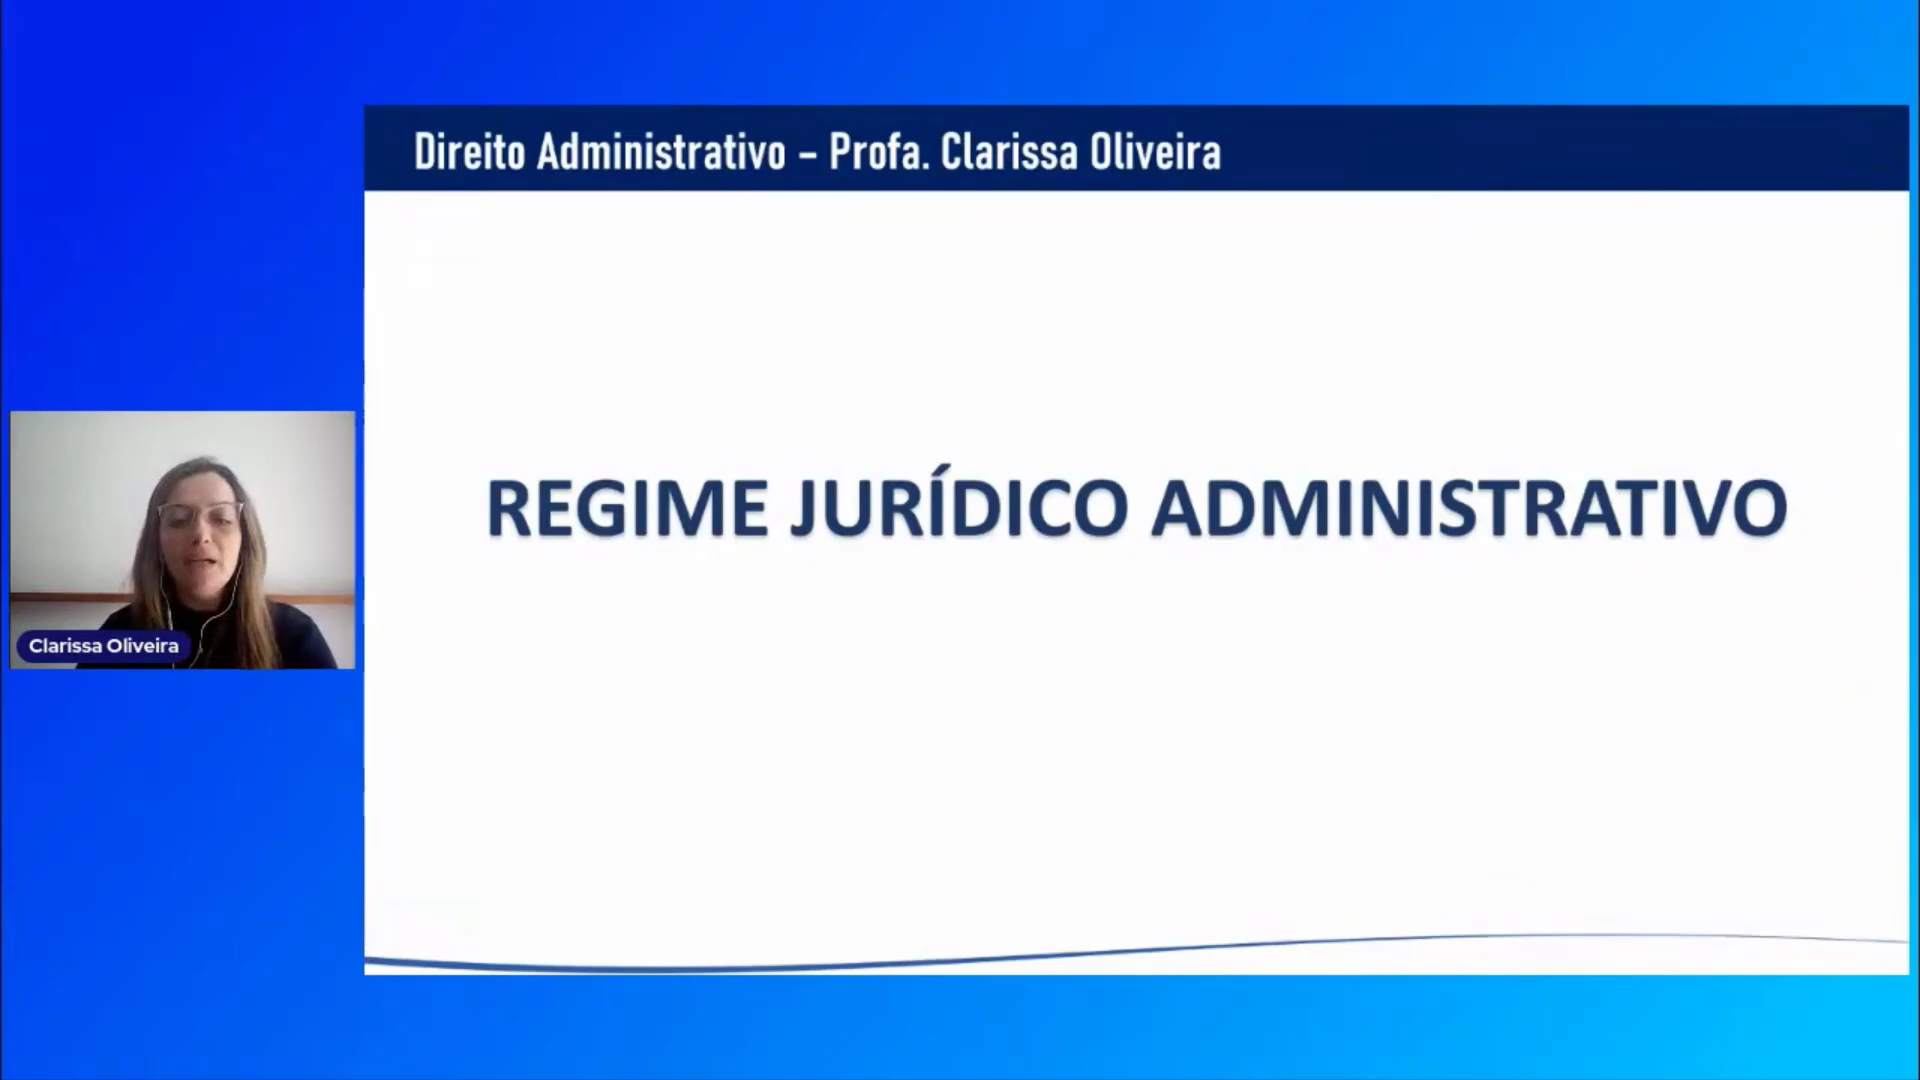 Direito Administrativo – Profa. Clarissa Oliveira
REGIME JURÍDICO ADMINISTRATIVO
Clarissa Oliveira